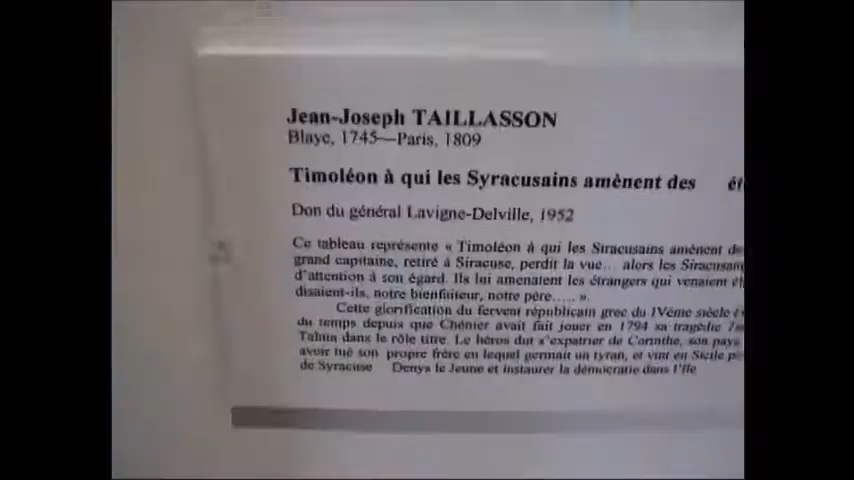 Jean-Joseph TAILLASSON
Blaye, 1745—Paris, 1809
Timoléon à qui les Syracusains amènent des
Don du général Lavigne-Delville, 1952
Ce tableau représente « Timoléon à qui les Siracusains amènent
grand capitaine, retiré à Siracuse, perdit la vue... alors les
d'attention à son égard. Ils lui amenaient les étrangers qui venaient
disaient-ils, notre bienfaiteur, notre père..... ».
Cette glorification du fervent républicain grec du IVéme siècle
du temps depuis que Chénier avait fait jouer en 1794 sa tragédie
Talma dans le rôle titre. Le héros dut s'expatrier de Corinthe, son pays
avoir tué son propre frère en lequel germait un tyran, et vint en Sicile
de Syracuse Denys le Jeune et instaurer la démocratie dans l'île